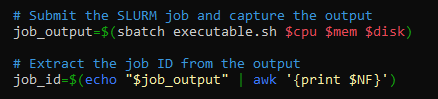 # Submit the SLURM job and capture the output
job_output=$(sbatch executable.sh $cpu $mem $disk)
# Extract the job ID from the output
job_id=$(echo "$job_output" | awk '{print $NF}')